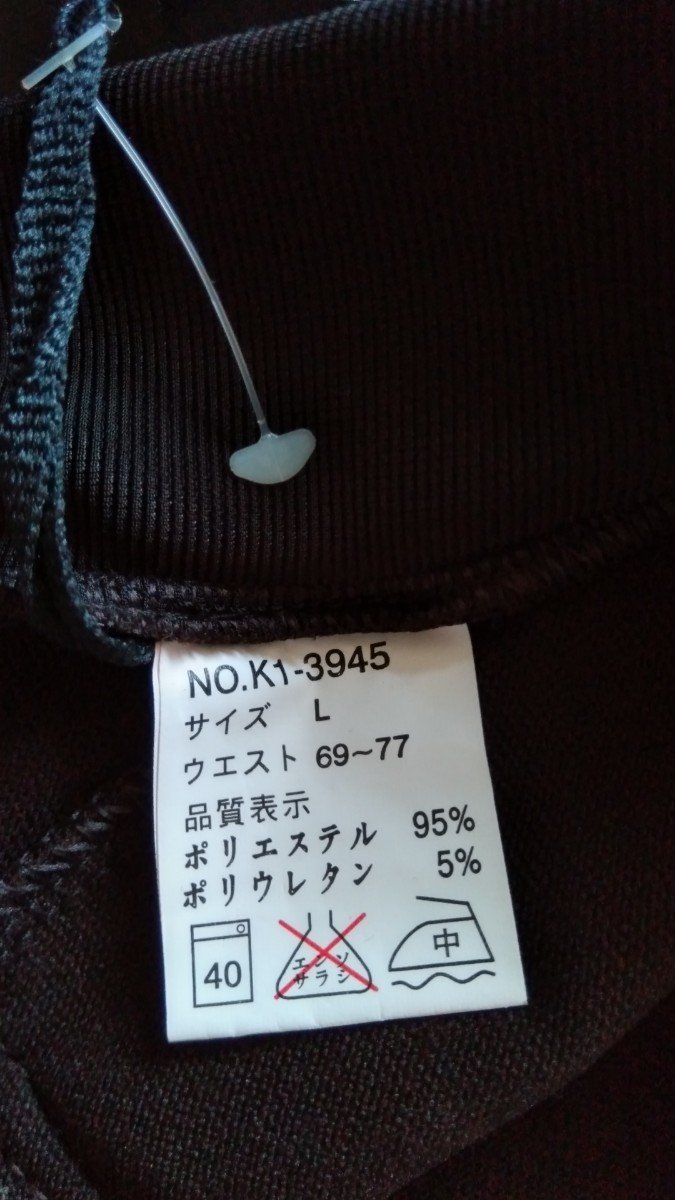 NO.K1-3945
サイズ L
ウエスト 69~77
品質表示
ポリエステル 95%
ポリウレタン 5%
40
エンソ
サラシ
中